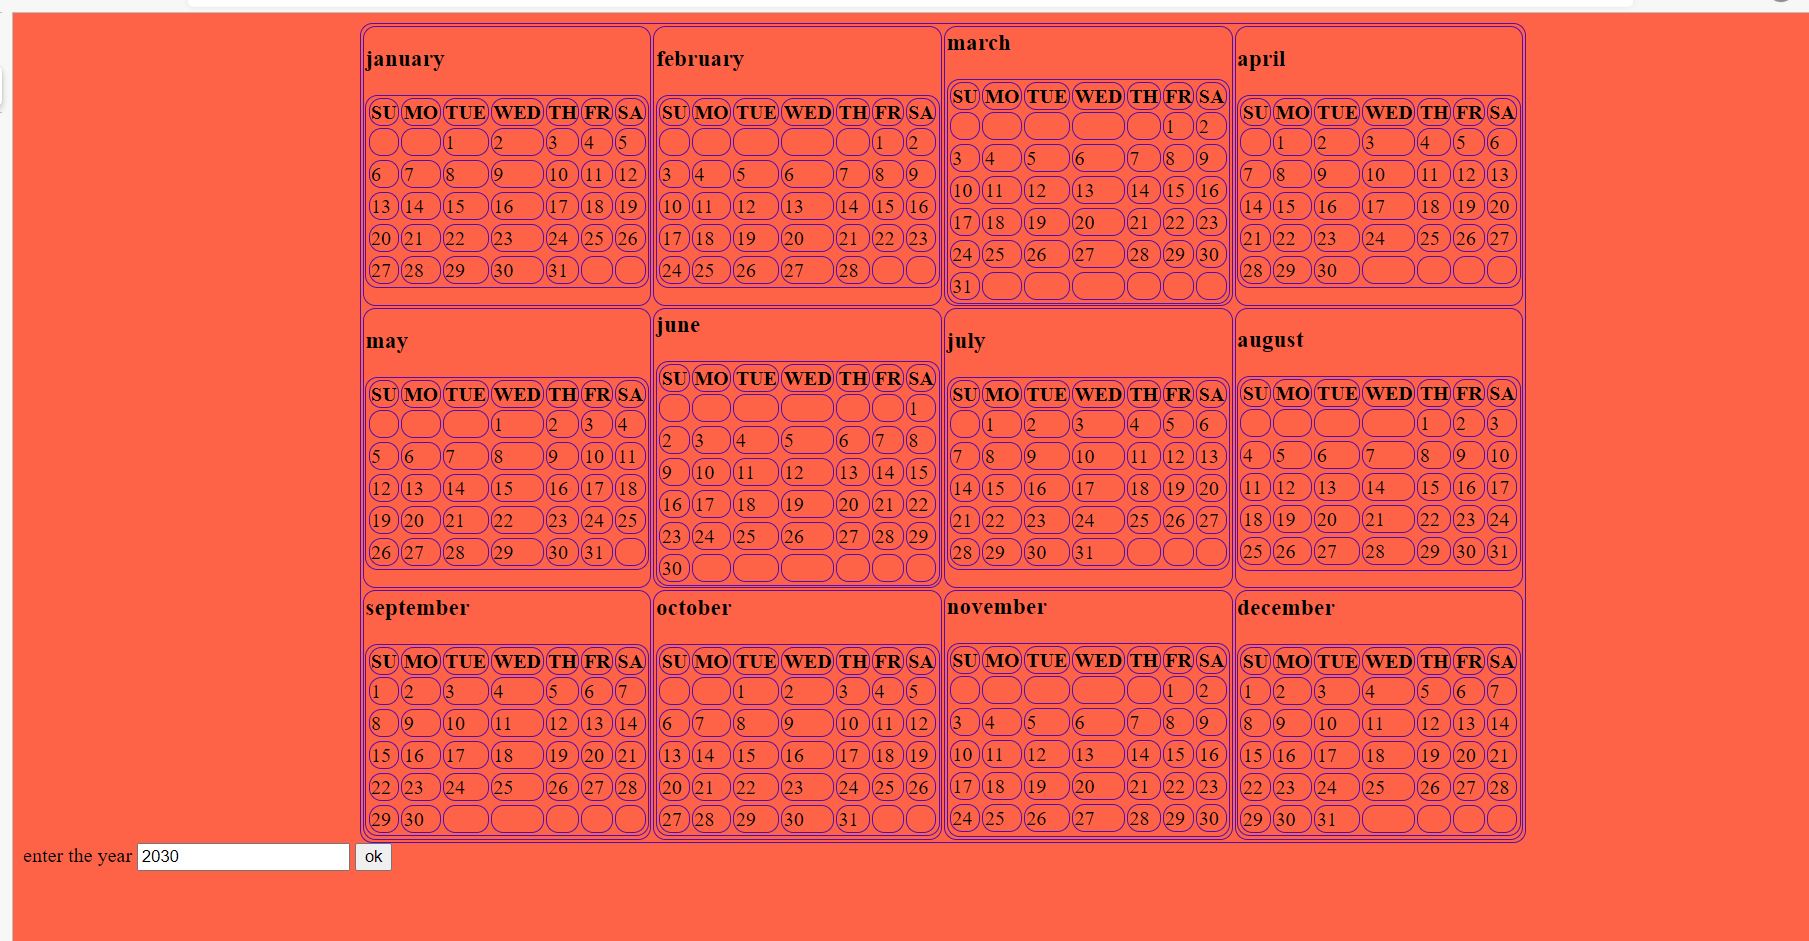 january
SU MO TUE WED TH FR SA
1 2 3 4 5
6 7 8 9 10 11 12
13 14 15 16 17 18 19
20 21 22 23 24 25 26
27 28 29 30 31
february
SU MO TUE WED TH FR SA
1 2
3 4 5 6 7 8 9
10 11 12 13 14 15 16
17 18 19 20 21 22 23
24 25 26 27 28
march
SU MO TUE WED TH FR SA
1 2
3 4 5 6 7 8 9
10 11 12 13 14 15 16
17 18 19 20 21 22 23
24 25 26 27 28 29 30
31
april
SU MO TUE WED TH FR SA
1 2 3 4 5 6
7 8 9 10 11 12 13
14 15 16 17 18 19 20
21 22 23 24 25 26 27
28 29 30
may
SU MO TUE WED TH FR SA
1 2 3 4
5 6 7 8 9 10 11
12 13 14 15 16 17 18
19 20 21 22 23 24 25
26 27 28 29 30 31
june
SU MO TUE WED TH FR SA
1
2 3 4 5 6 7 8
9 10 11 12 13 14 15
16 17 18 19 20 21 22
23 24 25 26 27 28 29
30
july
SU MO TUE WED TH FR SA
1 2 3 4 5 6
7 8 9 10 11 12 13
14 15 16 17 18 19 20
21 22 23 24 25 26 27
28 29 30 31
august
SU MO TUE WED TH FR SA
1 2 3
4 5 6 7 8 9 10
11 12 13 14 15 16 17
18 19 20 21 22 23 24
25 26 27 28 29 30 31
september
SU MO TUE WED TH FR SA
1 2 3 4 5 6 7
8 9 10 11 12 13 14
15 16 17 18 19 20 21
22 23 24 25 26 27 28
29 30
october
SU MO TUE WED TH FR SA
1 2 3 4 5
6 7 8 9 10 11 12
13 14 15 16 17 18 19
20 21 22 23 24 25 26
27 28 29 30 31
november
SU MO TUE WED TH FR SA
1 2
3 4 5 6 7 8 9
10 11 12 13 14 15 16
17 18 19 20 21 22 23
24 25 26 27 28 29 30
december
SU MO TUE WED TH FR SA
1 2 3 4 5 6 7
8 9 10 11 12 13 14
15 16 17 18 19 20 21
22 23 24 25 26 27 28
29 30 31
enter the year 2030 ok